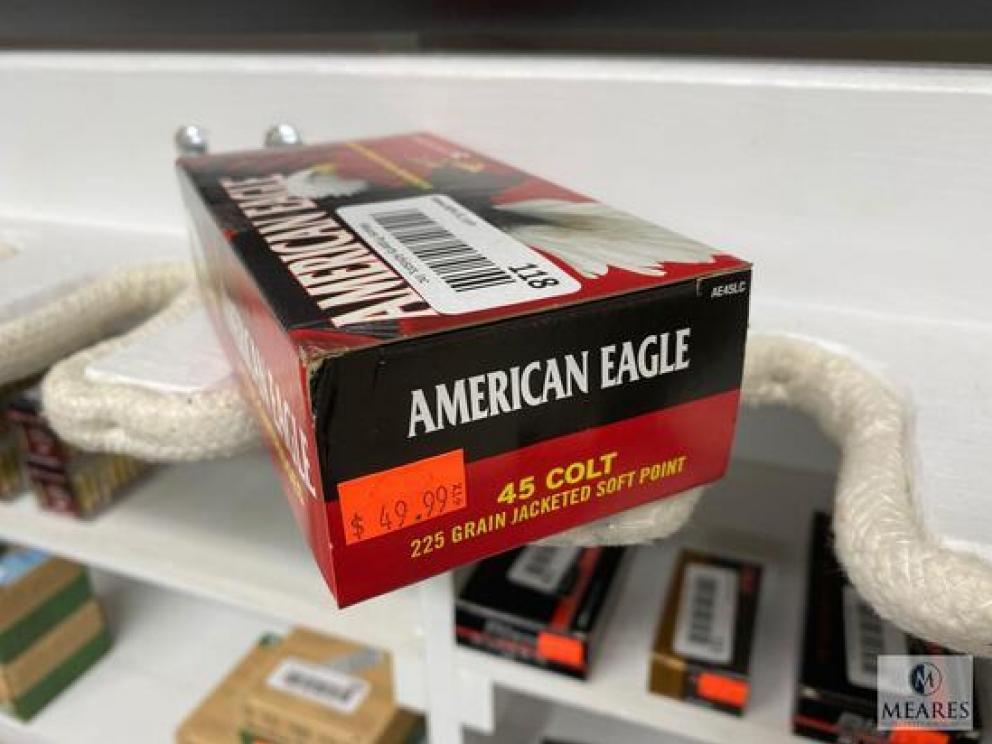 AMERICAN EAGLE
118
AE45LC
AMERICAN EAGLE
AMERICAN EAGLE
45 COLT
225 GRAIN JACKETED SOFT POINT
$ 49.99
M
MEARES